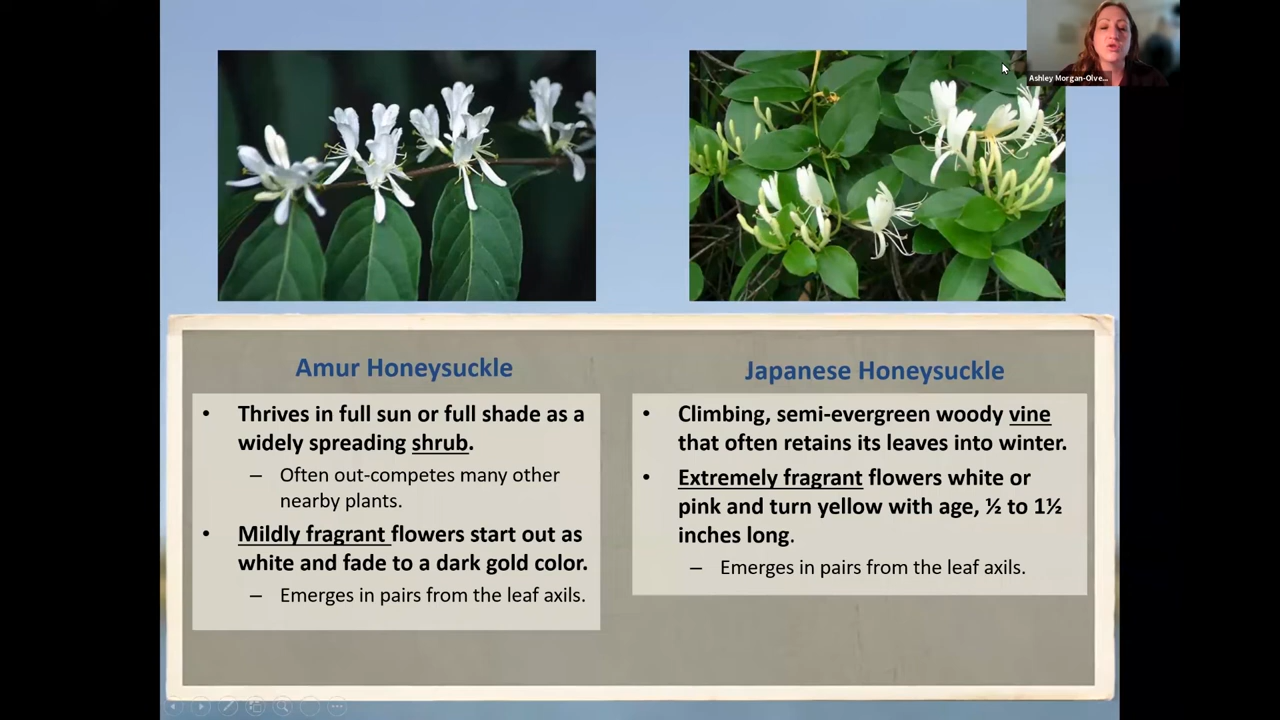 Ashley Morgan-Olve...
Amur Honeysuckle
• Thrives in full sun or full shade as a
widely spreading shrub.
– Often out-competes many other
nearby plants.
• Mildly fragrant flowers start out as
white and fade to a dark gold color.
– Emerges in pairs from the leaf axils.
Japanese Honeysuckle
• Climbing, semi-evergreen woody vine
that often retains its leaves into winter.
• Extremely fragrant flowers white or
pink and turn yellow with age, ½ to 1½
inches long.
– Emerges in pairs from the leaf axils.